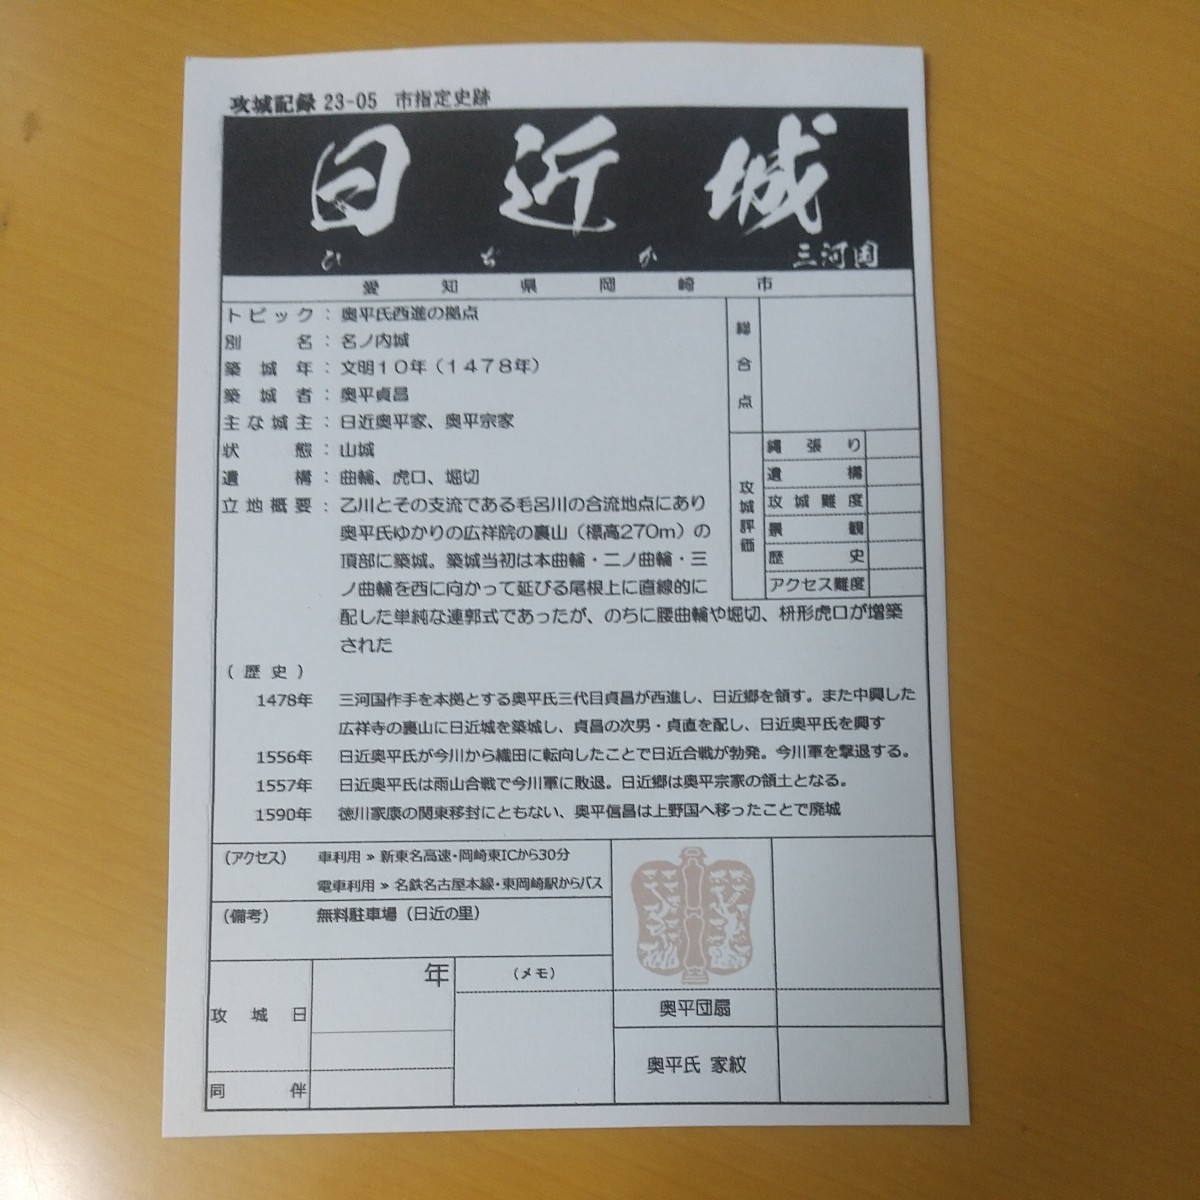 攻城記録 23-05 市指定史跡
日近城
ひ ぢ か 三河国
愛知県岡崎市
トピック：奥平氏西進の拠点
別名：名ノ内城
築城年：文明１０年（１４７８年）
築城者：奥平貞昌
主な城主：日近奥平家、奥平宗家
状態：山城
遺構：曲輪、虎口、堀切
立地概要：乙川とその支流である毛呂川の合流地点にあり
奥平氏ゆかりの広祥院の裏山（標高270m）の
頂部に築城。築城当初は本曲輪・二ノ曲輪・三
ノ曲輪を西に向かって延びる尾根上に直線的に
配した単純な連郭式であったが、のちに腰曲輪や堀切、枡形虎口が増築
された
総合点
攻城評価
縄張り
遺構
攻城難度
景観
歴史
アクセス難度
（歴史）
1478年 三河国作手を本拠とする奥平氏三代目貞昌が西進し、日近郷を領す。また中興した
広祥寺の裏山に日近城を築城し、貞昌の次男・貞直を配し、日近奥平氏を興す
1556年 日近奥平氏が今川から織田に転向したことで日近合戦が勃発。今川軍を撃退する。
1557年 日近奥平氏は雨山合戦で今川軍に敗退。日近郷は奥平宗家の領土となる。
1590年 徳川家康の関東移封にともない、奥平信昌は上野国へ移ったことで廃城
（アクセス） 車利用 » 新東名高速・岡崎東ICから30分
電車利用 » 名鉄名古屋本線・東岡崎駅からバス
（備考） 無料駐車場（日近の里）
年
（メモ）
攻城日
同伴
奥平団扇
奥平氏 家紋